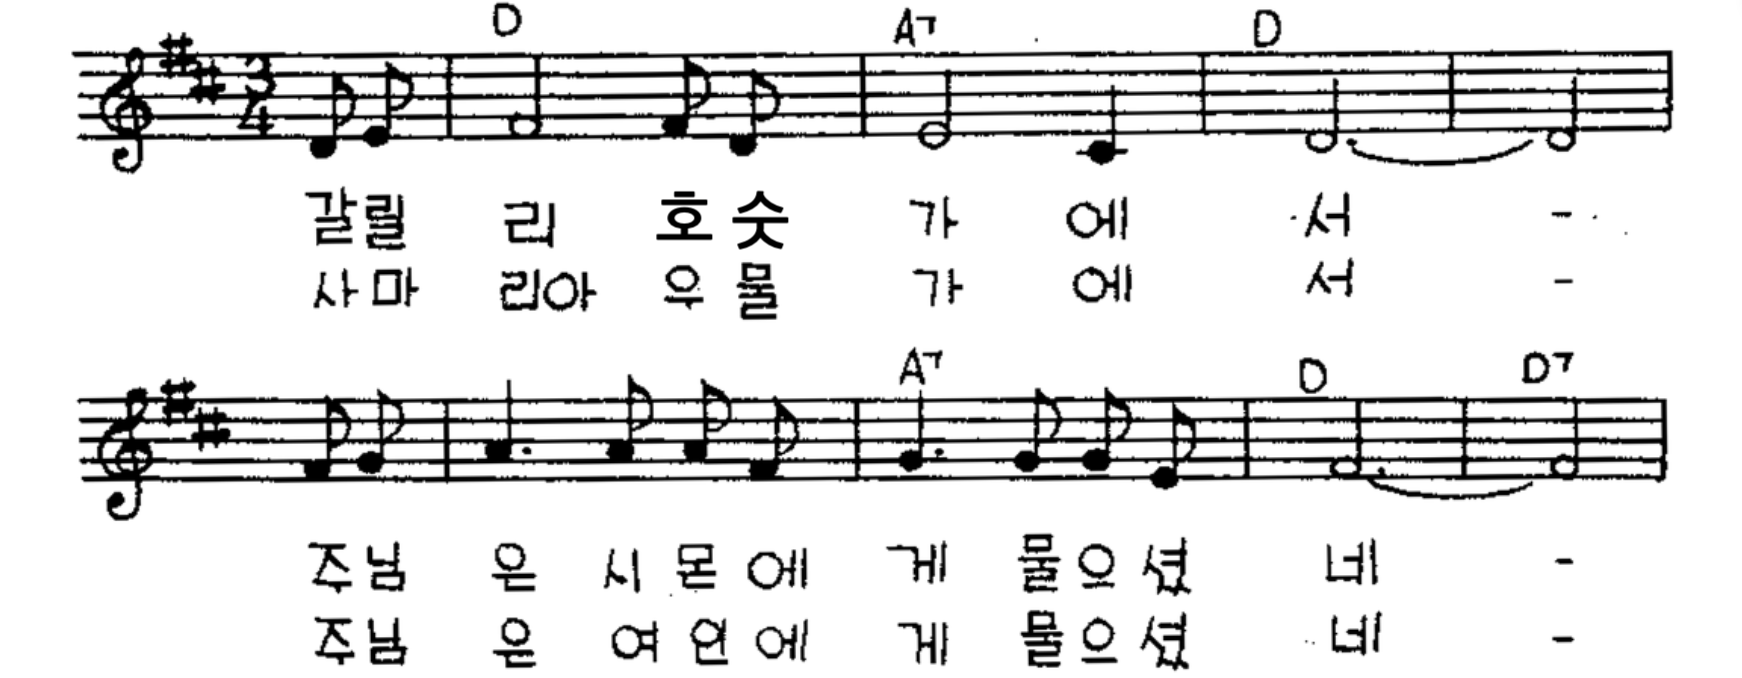 D A7 D
3/4
갈릴 리 호 숫 가 에 서 -
사마 리아 우 물 가 에 서 -
A7 D D7
주님 은 시 몬 에 게 물으셨 네 -
주님 은 여 인 에 게 물으셨 네 -